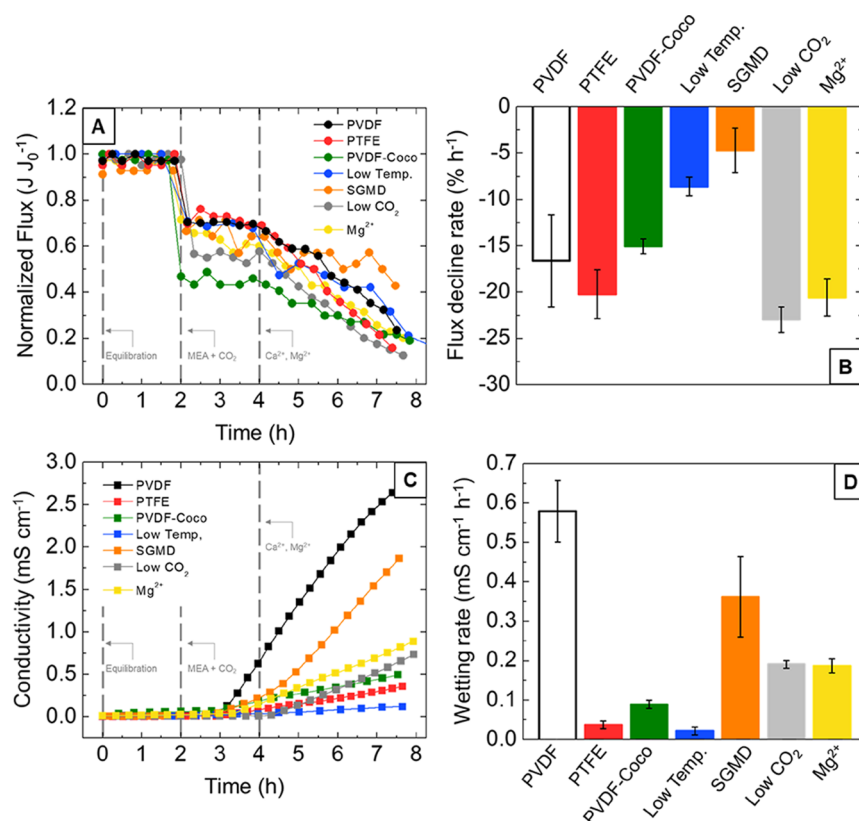 A
Normalized Flux (J J₀⁻¹)
1.2
1.0
0.8
0.6
0.4
0.2
0.0
PVDF
PTFE
PVDF-Coco
Low Temp.
SGMD
Low CO₂
Mg²⁺
Equilibration
MEA + CO₂
Ca²⁺, Mg²⁺
0 1 2 3 4 5 6 7 8
Time (h)
PVDF
PTFE
PVDF-Coco
Low Temp.
SGMD
Low CO₂
Mg²⁺
Flux decline rate (% h⁻¹)
0
-5
-10
-15
-20
-25
-30
B
C
Conductivity (mS cm⁻¹)
3.0
2.5
2.0
1.5
1.0
0.5
0.0
PVDF
PTFE
PVDF-Coco
Low Temp,
SGMD
Low CO₂
Mg²⁺
Ca²⁺, Mg²⁺
Equilibration
MEA + CO₂
0 1 2 3 4 5 6 7 8
Time (h)
D
Wetting rate (mS cm⁻¹ h⁻¹)
0.7
0.6
0.5
0.4
0.3
0.2
0.1
0.0
PVDF
PTFE
PVDF-Coco
Low Temp.
SGMD
Low CO₂
Mg²⁺